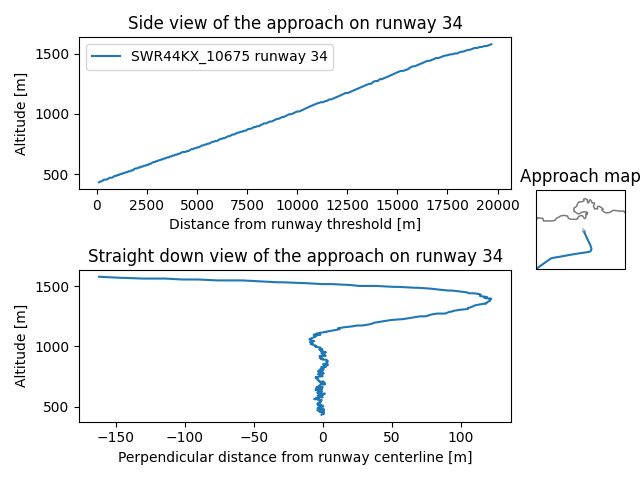 Side view of the approach on runway 34
SWR44KX_10675 runway 34
Altitude [m]
1500
1000
500
0 2500 5000 7500 10000 12500 15000 17500 20000
Distance from runway threshold [m]
Approach map
Straight down view of the approach on runway 34
Altitude [m]
1500
1000
500
−150 −100 −50 0 50 100
Perpendicular distance from runway centerline [m]